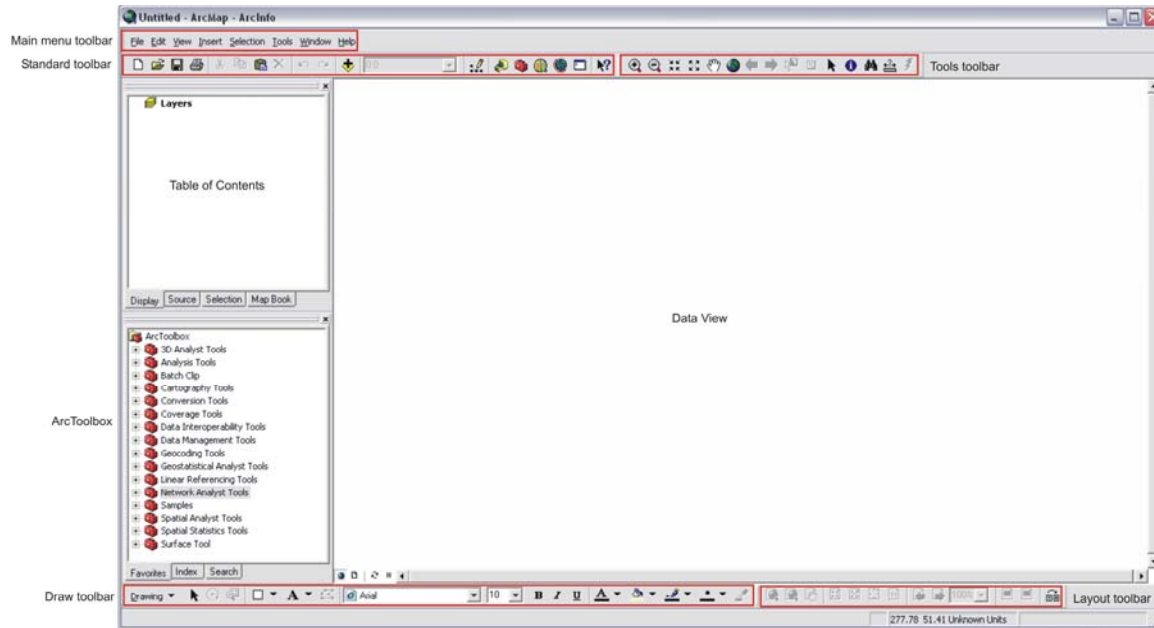 Untitled - ArcMap - ArcInfo
Main menu toolbar
File Edit View Insert Selection Tools Window Help
Standard toolbar
Tools toolbar
Layers
Table of Contents
Display Source Selection Map Book
Data View
ArcToolbox
ArcToolbox
3D Analyst Tools
Analysis Tools
Batch Clip
Cartography Tools
Conversion Tools
Coverage Tools
Data Interoperability Tools
Data Management Tools
Geocoding Tools
Geostatistical Analyst Tools
Linear Referencing Tools
Network Analyst Tools
Samples
Spatial Analyst Tools
Spatial Statistics Tools
Surface Tool
Favorites Index Search
Draw toolbar
Drawing A Arial 10 B I U A 100%
Layout toolbar
277.78 51.41 Unknown Units